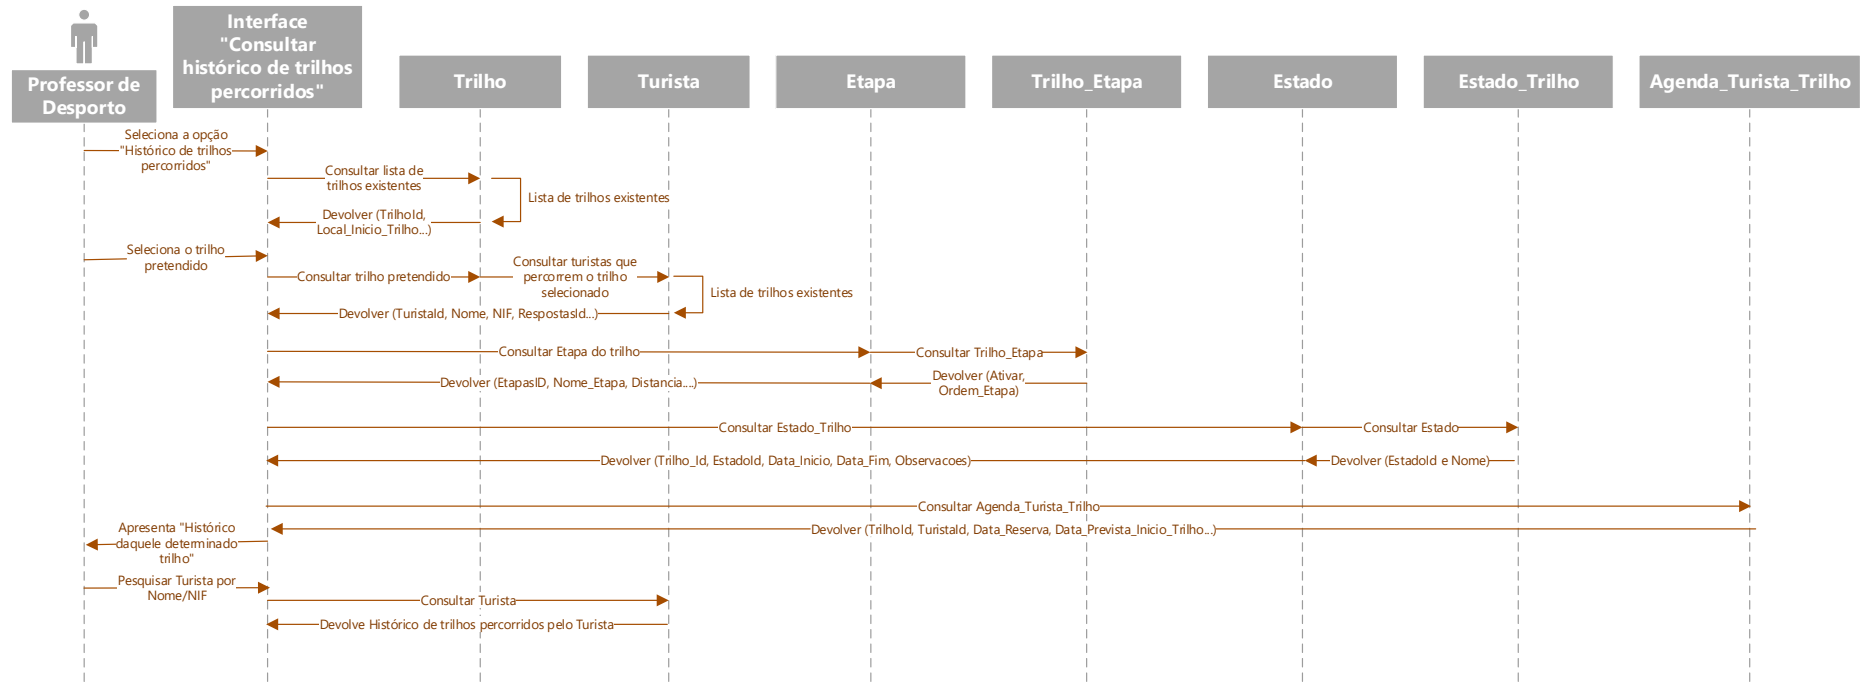 Professor de
Desporto
Interface
"Consultar
histórico de trilhos
percorridos"
Trilho
Turista
Etapa
Trilho_Etapa
Estado
Estado_Trilho
Agenda_Turista_Trilho
Seleciona a opção
"Histórico de trilhos
percorridos"
Consultar lista de
trilhos existentes
Lista de trilhos existentes
Devolver (TrilhoId,
Local_Inicio_Trilho...)
Seleciona o trilho
pretendido
Consultar trilho pretendido
Consultar turistas que
percorrem o trilho
selecionado
Lista de trilhos existentes
Devolver (TuristaId, Nome, NIF, RespostasId...)
Consultar Etapa do trilho
Consultar Trilho_Etapa
Devolver (EtapasID, Nome_Etapa, Distancia....)
Devolver (Ativar,
Ordem_Etapa)
Consultar Estado_Trilho
Consultar Estado
Devolver (Trilho_Id, EstadoId, Data_Inicio, Data_Fim, Observacoes)
Devolver (EstadoId e Nome)
Consultar Agenda_Turista_Trilho
Devolver (TrilhoId, TuristaId, Data_Reserva, Data_Prevista_Inicio_Trilho...)
Apresenta "Histórico
daquele determinado
trilho"
Pesquisar Turista por
Nome/NIF
Consultar Turista
Devolve Histórico de trilhos percorridos pelo Turista